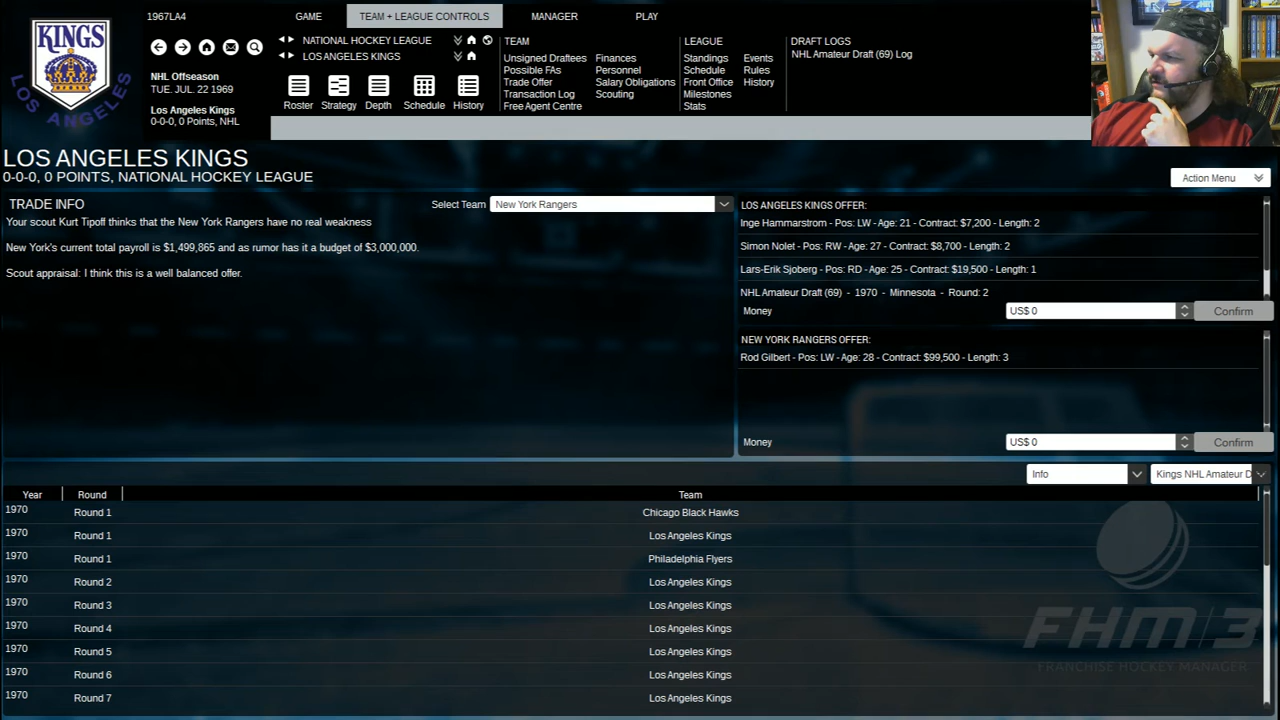 KINGS
LOS ANGELES
1967LA4
GAME
TEAM + LEAGUE CONTROLS
MANAGER
PLAY
NHL Offseason
TUE. JUL. 22 1969
Los Angeles Kings
0-0-0, 0 Points, NHL
NATIONAL HOCKEY LEAGUE
LOS ANGELES KINGS
Roster
Strategy
Depth
Schedule
History
TEAM
Unsigned Draftees
Finances
Possible FAs
Personnel
Trade Offer
Salary Obligations
Transaction Log
Scouting
Free Agent Centre
LEAGUE
Standings
Events
Schedule
Rules
Front Office
History
Milestones
Stats
DRAFT LOGS
NHL Amateur Draft (69) Log
LOS ANGELES KINGS
0-0-0, 0 POINTS, NATIONAL HOCKEY LEAGUE
Action Menu
TRADE INFO
Select Team
New York Rangers
Your scout Kurt Tipoff thinks that the New York Rangers have no real weakness
New York's current total payroll is $1,499,865 and as rumor has it a budget of $3,000,000.
Scout appraisal: I think this is a well balanced offer.
LOS ANGELES KINGS OFFER:
Inge Hammarstrom - Pos: LW - Age: 21 - Contract: $7,200 - Length: 2
Simon Nolet - Pos: RW - Age: 27 - Contract: $8,700 - Length: 2
Lars-Erik Sjoberg - Pos: RD - Age: 25 - Contract: $19,500 - Length: 1
NHL Amateur Draft (69) - 1970 - Minnesota - Round: 2
Money
US$ 0
Confirm
NEW YORK RANGERS OFFER:
Rod Gilbert - Pos: LW - Age: 28 - Contract: $99,500 - Length: 3
Money
US$ 0
Confirm
Info
Kings NHL Amateur D
Year Round Team
1970 Round 1 Chicago Black Hawks
1970 Round 1 Los Angeles Kings
1970 Round 1 Philadelphia Flyers
1970 Round 2 Los Angeles Kings
1970 Round 3 Los Angeles Kings
1970 Round 4 Los Angeles Kings
1970 Round 5 Los Angeles Kings
1970 Round 6 Los Angeles Kings
1970 Round 7 Los Angeles Kings
FHM/3
FRANCHISE HOCKEY MANAGER